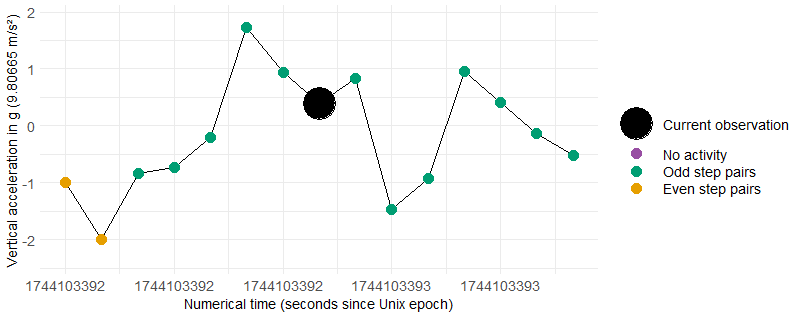 Vertical acceleration in g (9.80665 m/s²)
2
1
0
-1
-2
1744103392
1744103392
1744103392
1744103393
1744103393
Numerical time (seconds since Unix epoch)
Current observation
No activity
Odd step pairs
Even step pairs